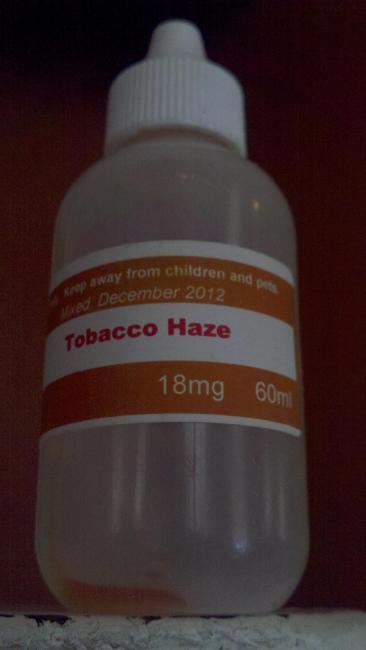 Keep away from children and pets.
Mixed: December 2012
Tobacco Haze
18mg 60ml